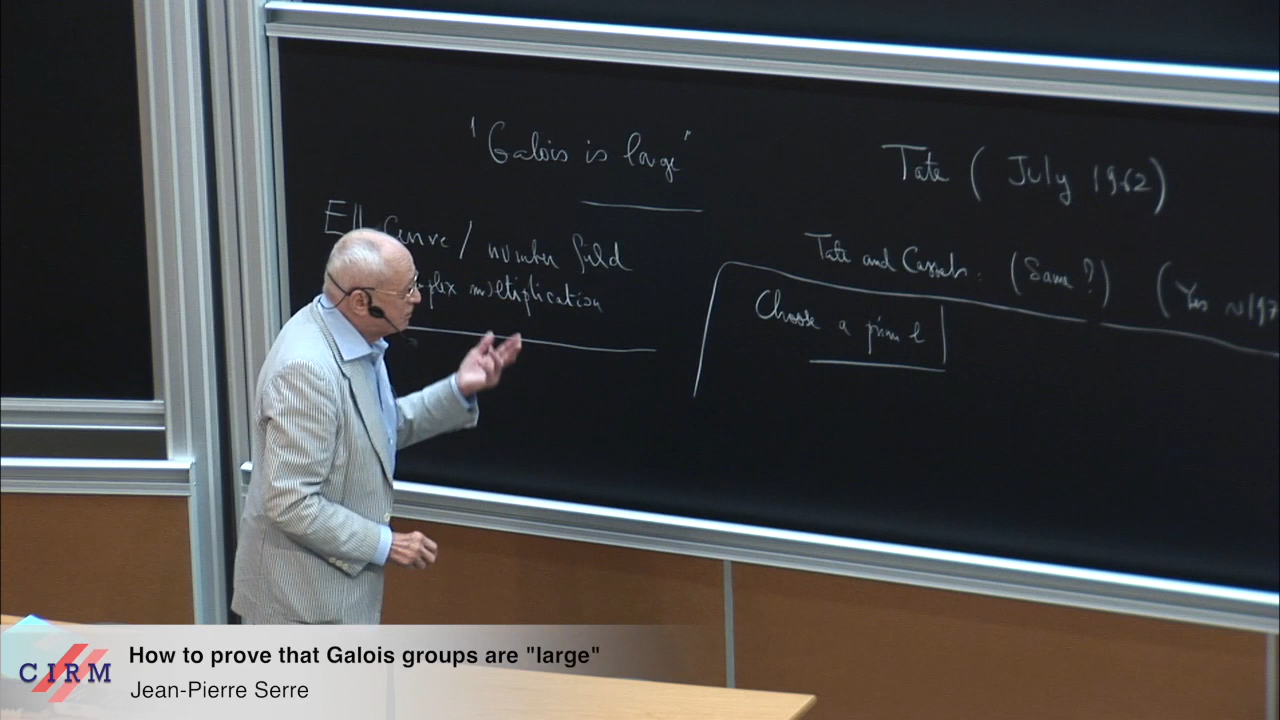 "Galois is large"
Ell. Curve / number field
multiplication
Tate ( July 1962)
Tate and Cassels : (Same ?) (Yes
Choose a prime ℓ
CIRM
How to prove that Galois groups are "large"
Jean-Pierre Serre